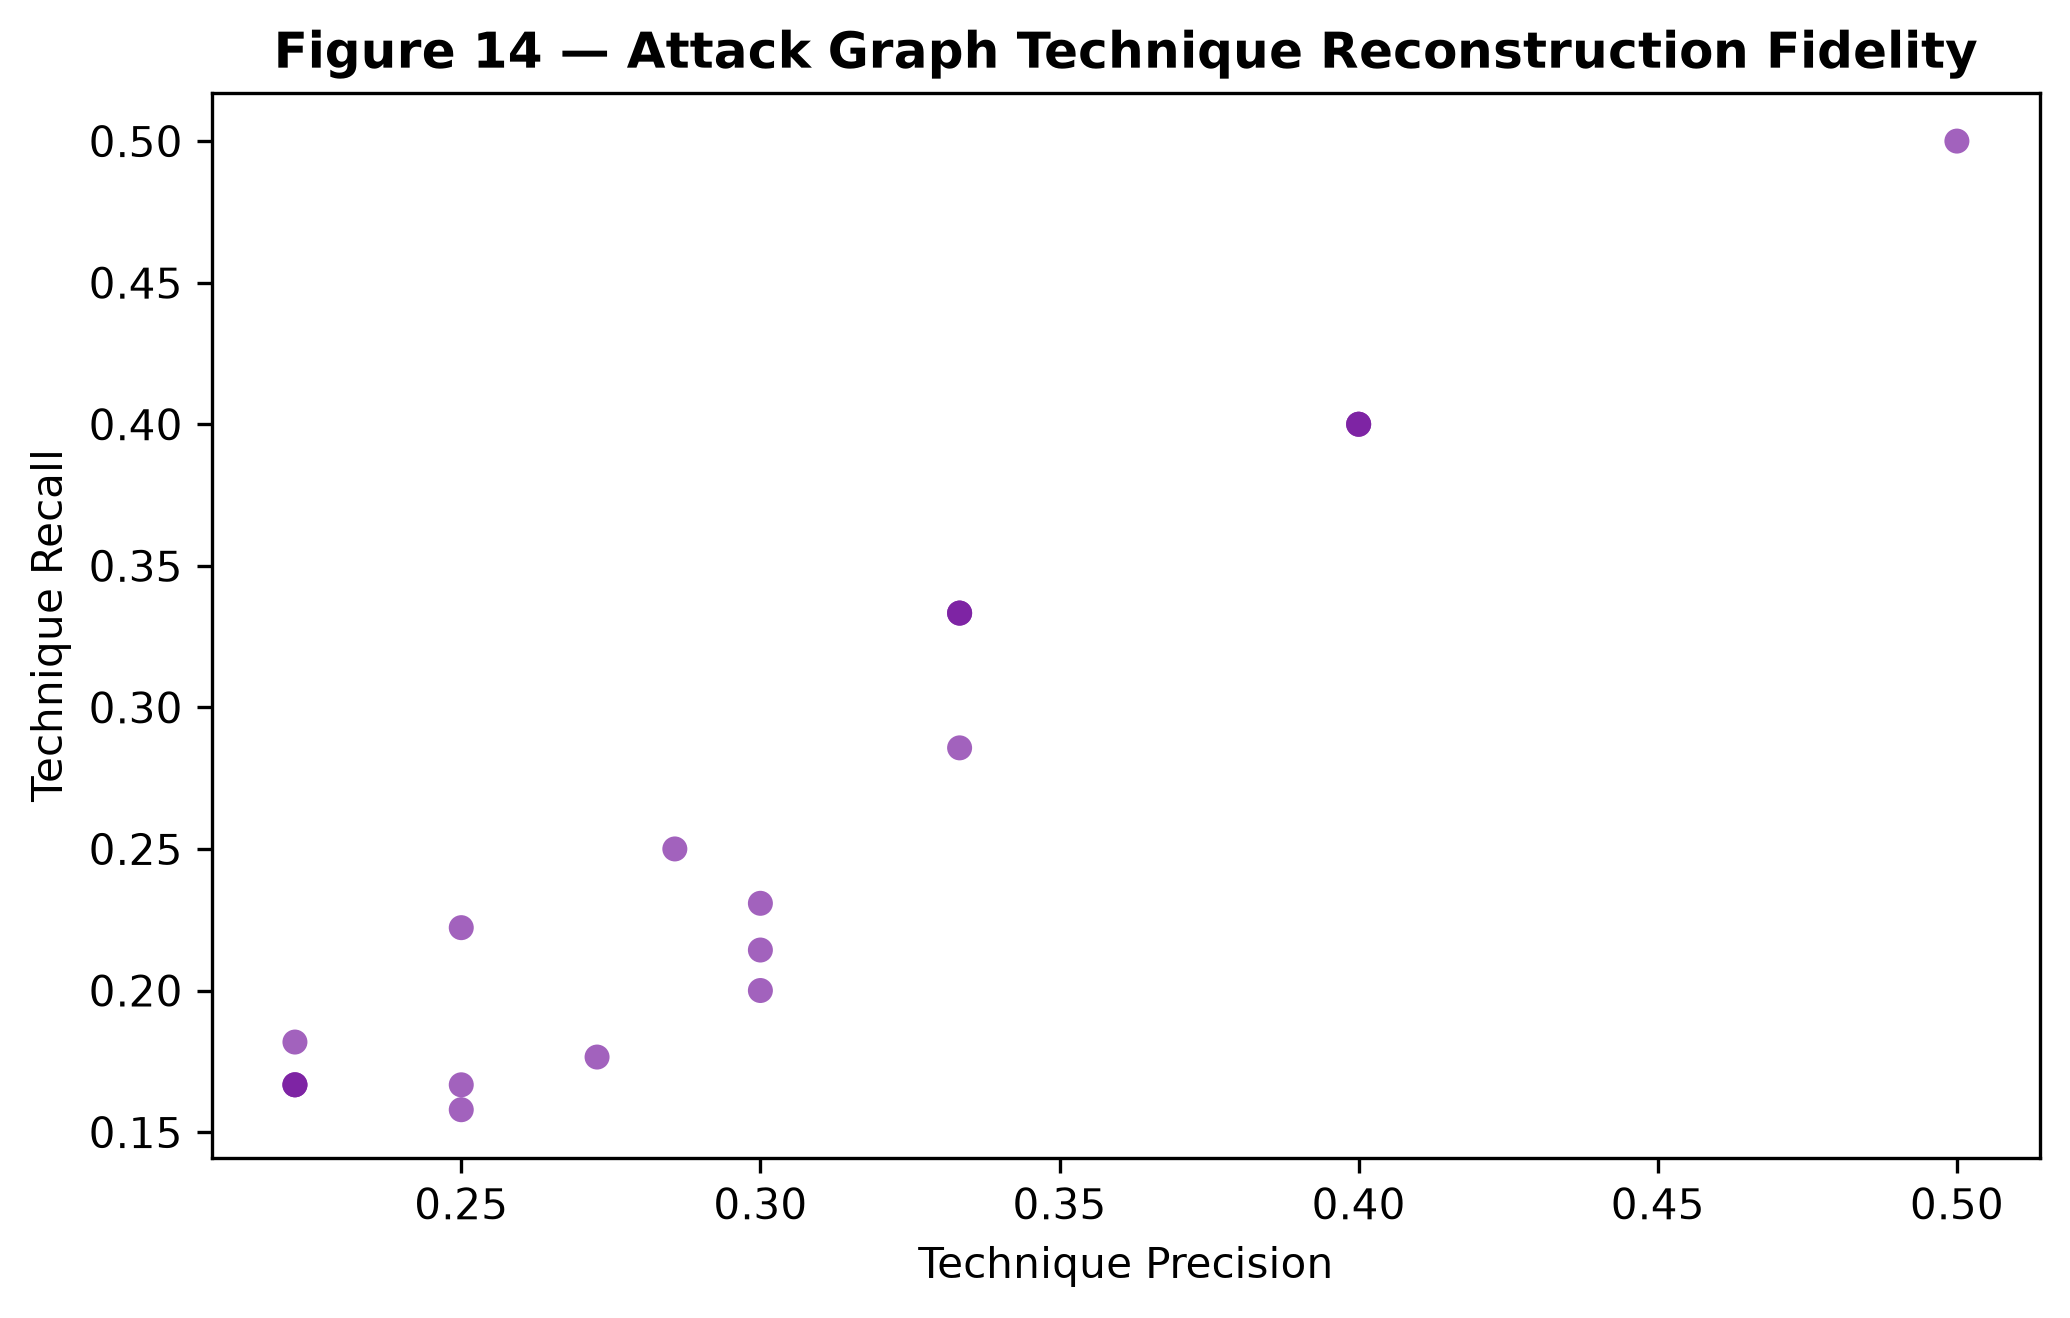 Figure 14 — Attack Graph Technique Reconstruction Fidelity
Technique Recall
0.50
0.45
0.40
0.35
0.30
0.25
0.20
0.15
0.25 0.30 0.35 0.40 0.45 0.50
Technique Precision